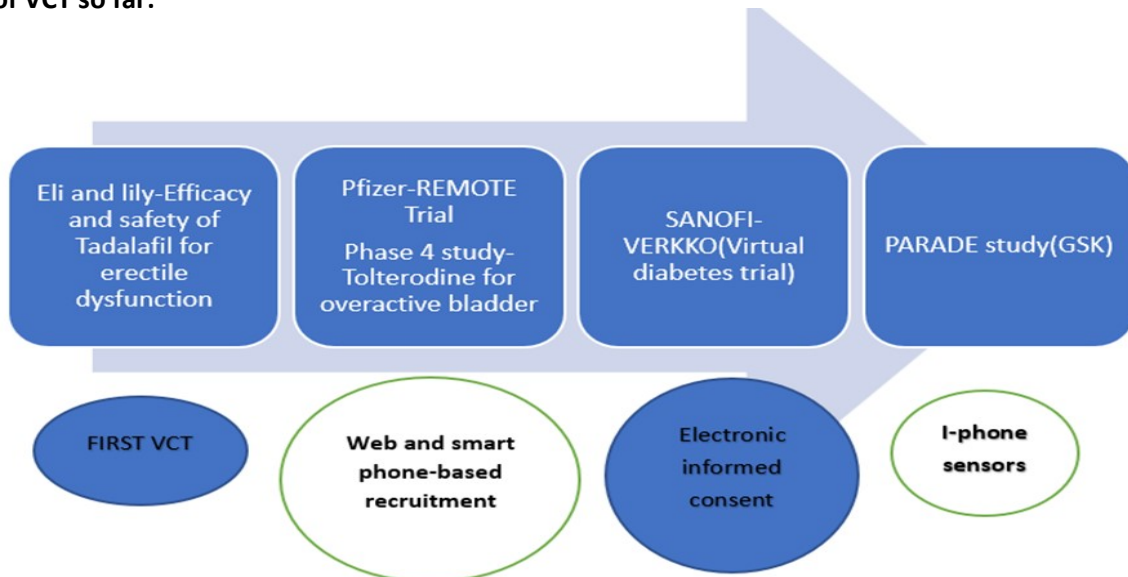 of VCT so far:
Eli and lily-Efficacy
and safety of
Tadalafil for
erectile
dysfunction
Pfizer-REMOTE
Trial
Phase 4 study-
Tolterodine for
overactive bladder
SANOFI-
VERKKO(Virtual
diabetes trial)
PARADE study(GSK)
FIRST VCT
Web and smart
phone-based
recruitment
Electronic
informed
consent
I-phone
sensors